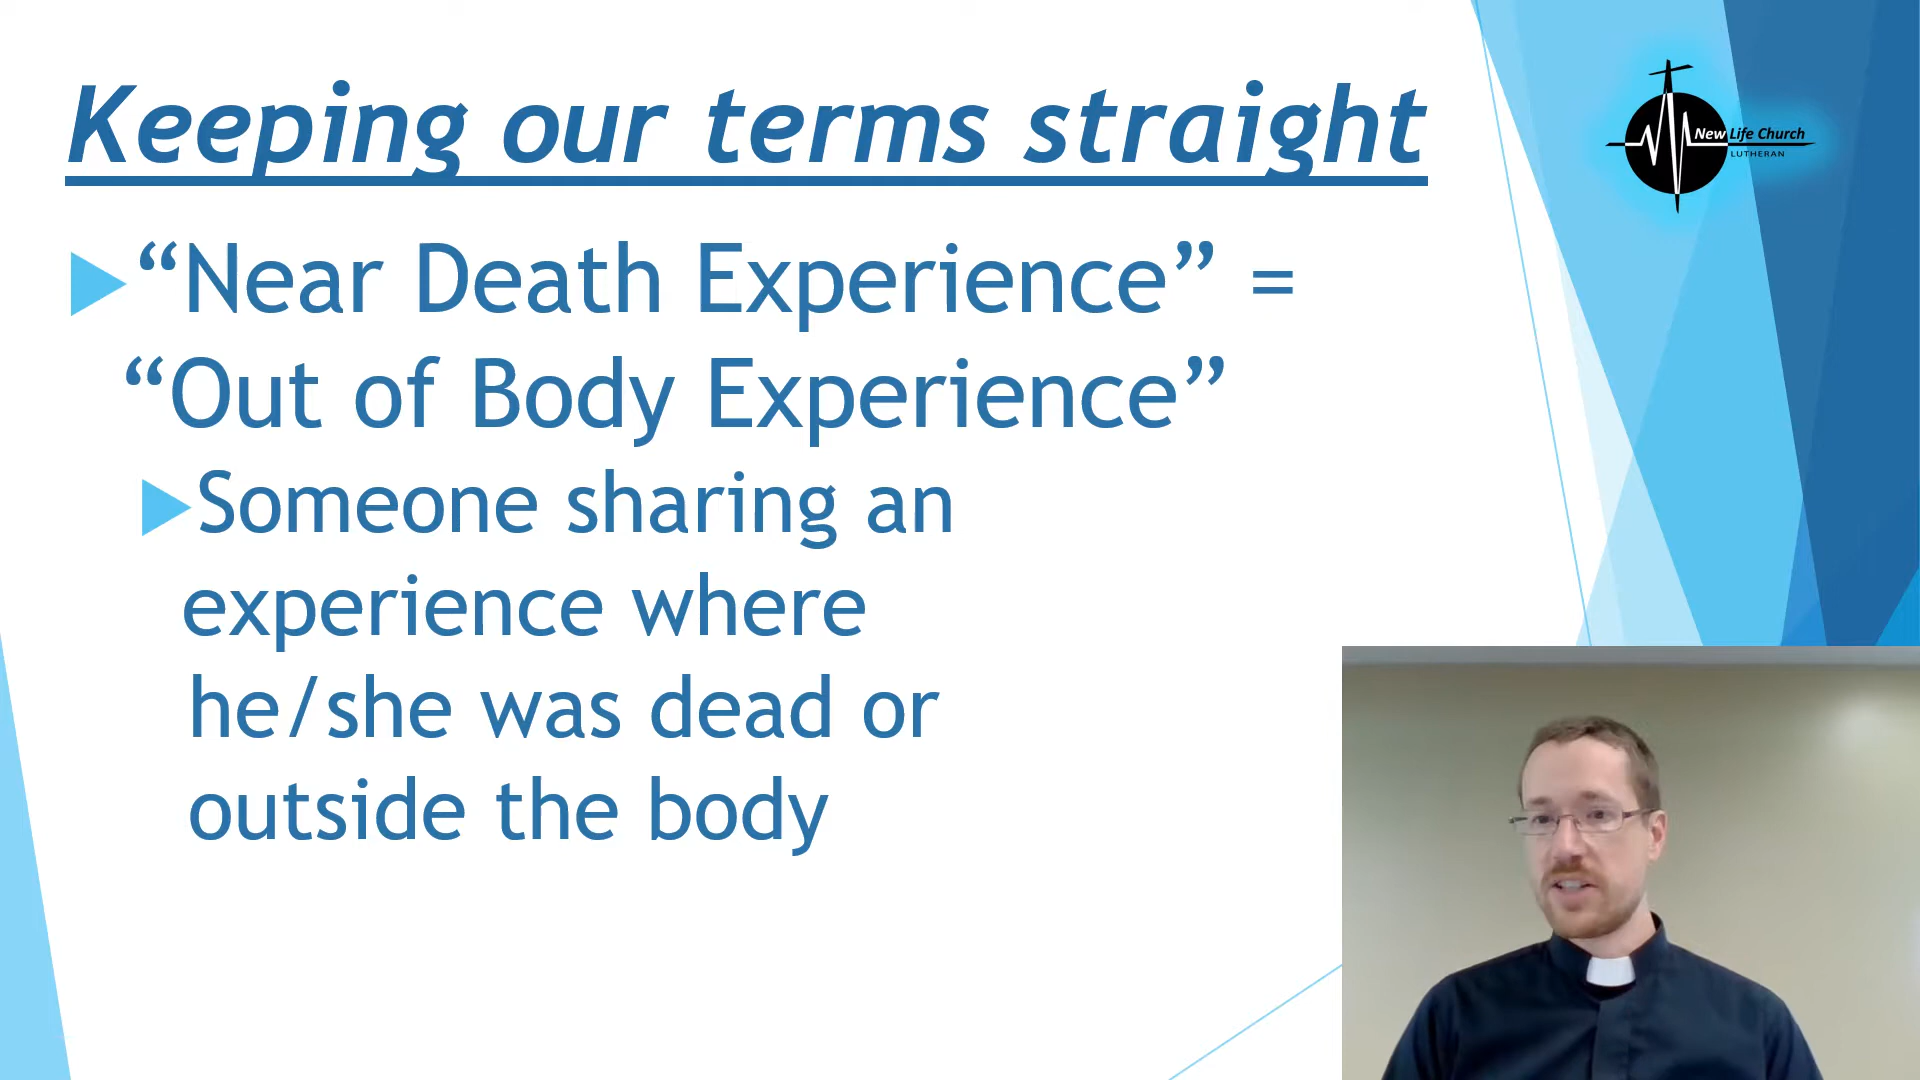 Keeping our terms straight
New Life Church
LUTHERAN
“Near Death Experience” =
“Out of Body Experience”
Someone sharing an
experience where
he/she was dead or
outside the body